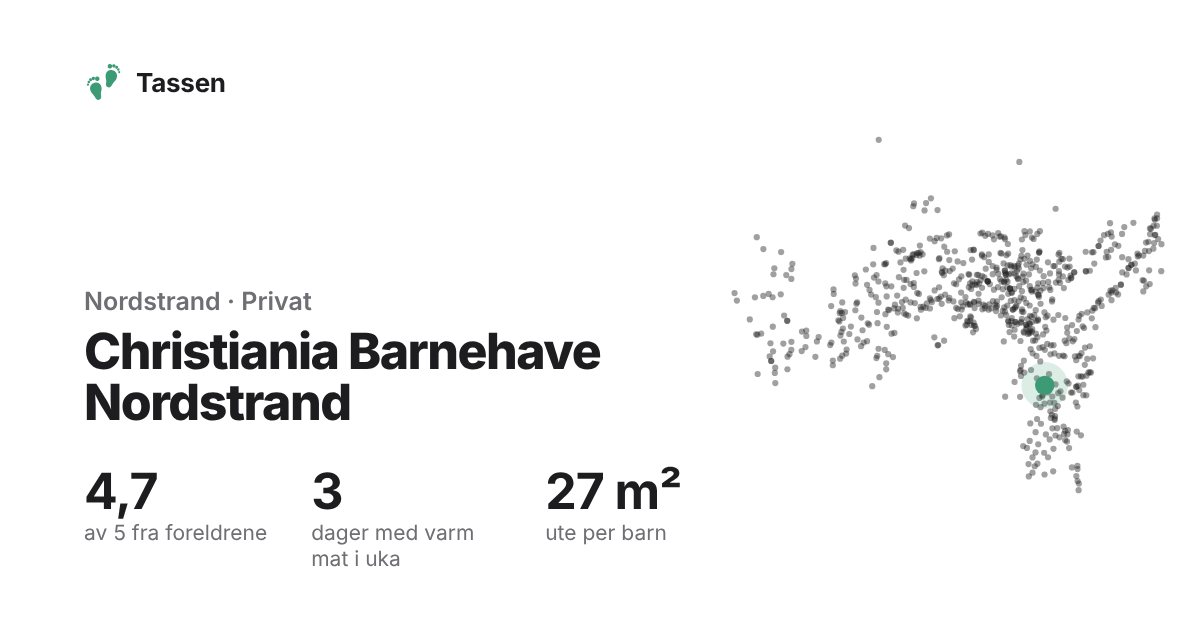 Tassen
Nordstrand · Privat
Christiania Barnehave
Nordstrand
4,7
av 5 fra foreldrene
3
dager med varm
mat i uka
27 m²
ute per barn